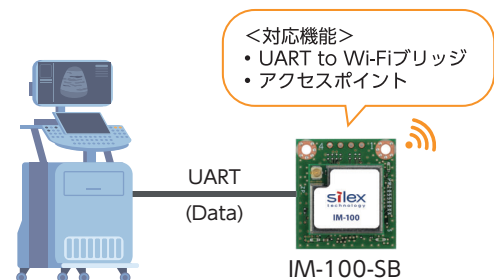 ＜対応機能＞
• UART to Wi-Fiブリッジ
• アクセスポイント
UART
(Data)
silex
technology
IM-100
IM-100-SB